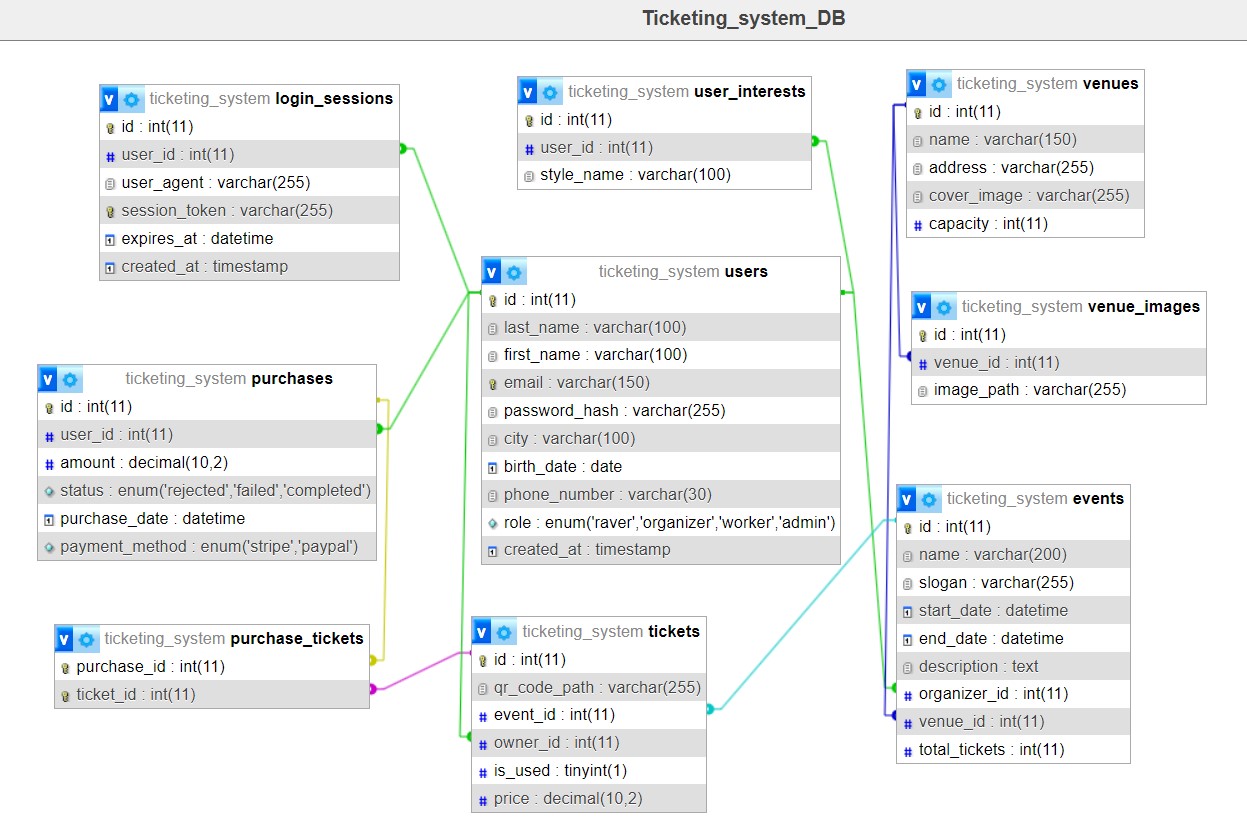 Ticketing_system_DB
ticketing_system login_sessions
id : int(11)
user_id : int(11)
user_agent : varchar(255)
session_token : varchar(255)
expires_at : datetime
created_at : timestamp
ticketing_system user_interests
id : int(11)
user_id : int(11)
style_name : varchar(100)
ticketing_system venues
id : int(11)
name : varchar(150)
address : varchar(255)
cover_image : varchar(255)
capacity : int(11)
ticketing_system users
id : int(11)
last_name : varchar(100)
first_name : varchar(100)
email : varchar(150)
password_hash : varchar(255)
city : varchar(100)
birth_date : date
phone_number : varchar(30)
role : enum('raver','organizer','worker','admin')
created_at : timestamp
ticketing_system venue_images
id : int(11)
venue_id : int(11)
image_path : varchar(255)
ticketing_system purchases
id : int(11)
user_id : int(11)
amount : decimal(10,2)
status : enum('rejected','failed','completed')
purchase_date : datetime
payment_method : enum('stripe','paypal')
ticketing_system events
id : int(11)
name : varchar(200)
slogan : varchar(255)
start_date : datetime
end_date : datetime
description : text
organizer_id : int(11)
venue_id : int(11)
total_tickets : int(11)
ticketing_system purchase_tickets
purchase_id : int(11)
ticket_id : int(11)
ticketing_system tickets
id : int(11)
qr_code_path : varchar(255)
event_id : int(11)
owner_id : int(11)
is_used : tinyint(1)
price : decimal(10,2)